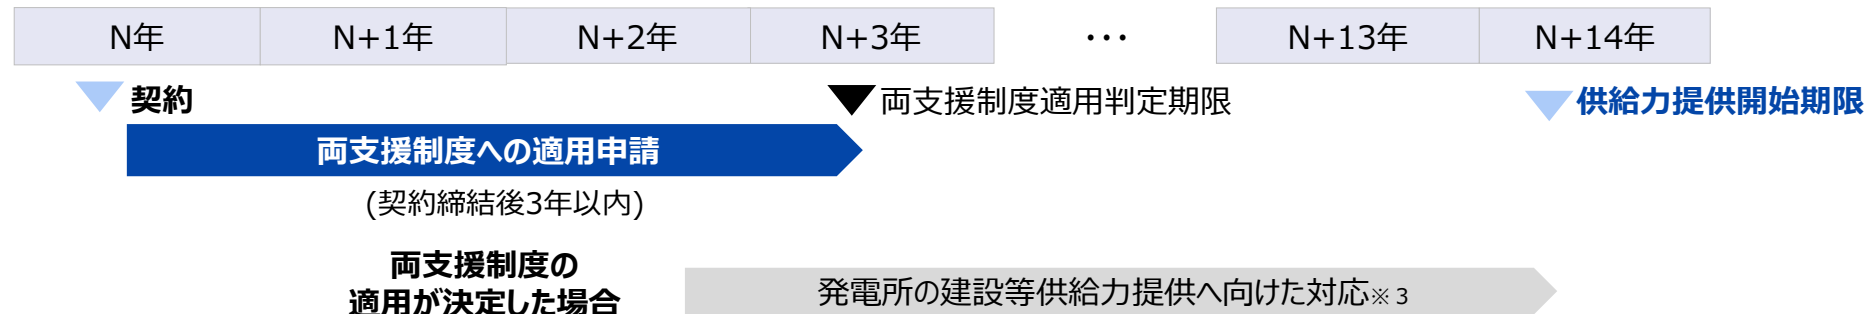 N年 N+1年 N+2年 N+3年 ・・・ N+13年 N+14年
契約 両支援制度適用判定期限 供給力提供開始期限
両支援制度への適用申請
(契約締結後3年以内)
両支援制度の
適用が決定した場合
発電所の建設等供給力提供へ向けた対応※3